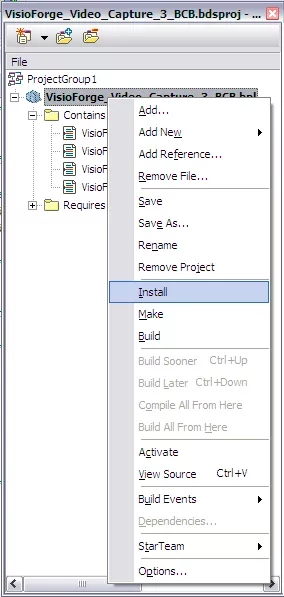 VisioForge_Video_Capture_3_BCB.bdsproj - ...
File
ProjectGroup1
VisioForge_Video_Capture_3_BCB.bpl
Contains
VisioF
VisioF
VisioF
VisioF
Requires
Add...
Add New
Add Reference...
Remove File...
Save
Save As...
Rename
Remove Project
Install
Make
Build
Build Sooner Ctrl+Up
Build Later Ctrl+Down
Compile All From Here
Build All From Here
Activate
View Source Ctrl+V
Build Events
Dependencies...
StarTeam
Options...